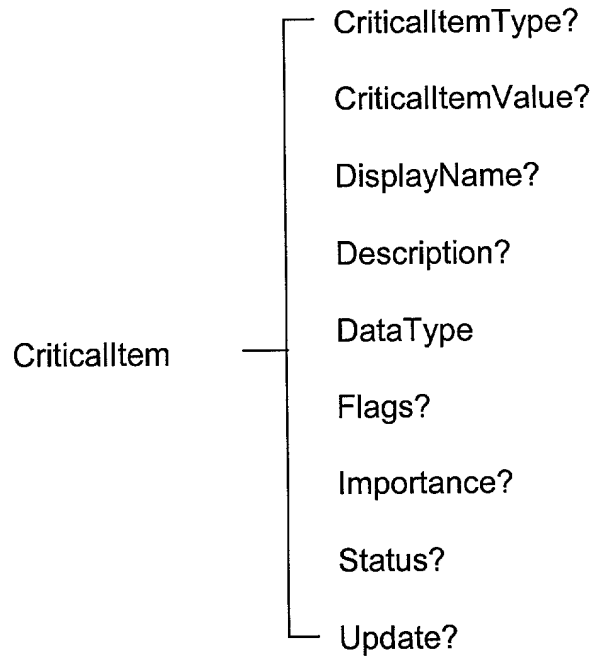 CriticalItemType?
CriticalItemValue?
DisplayName?
Description?
DataType
CriticalItem
Flags?
Importance?
Status?
Update?